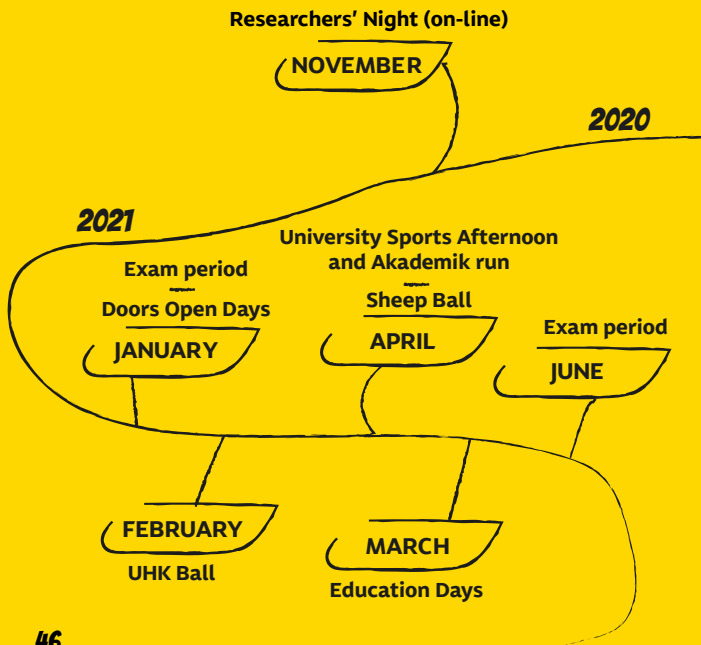 Researchers' Night (on-line)
NOVEMBER
2020
2021
Exam period
Doors Open Days
JANUARY
University Sports Afternoon
and Akademik run
Sheep Ball
APRIL
Exam period
JUNE
FEBRUARY
UHK Ball
MARCH
Education Days
46